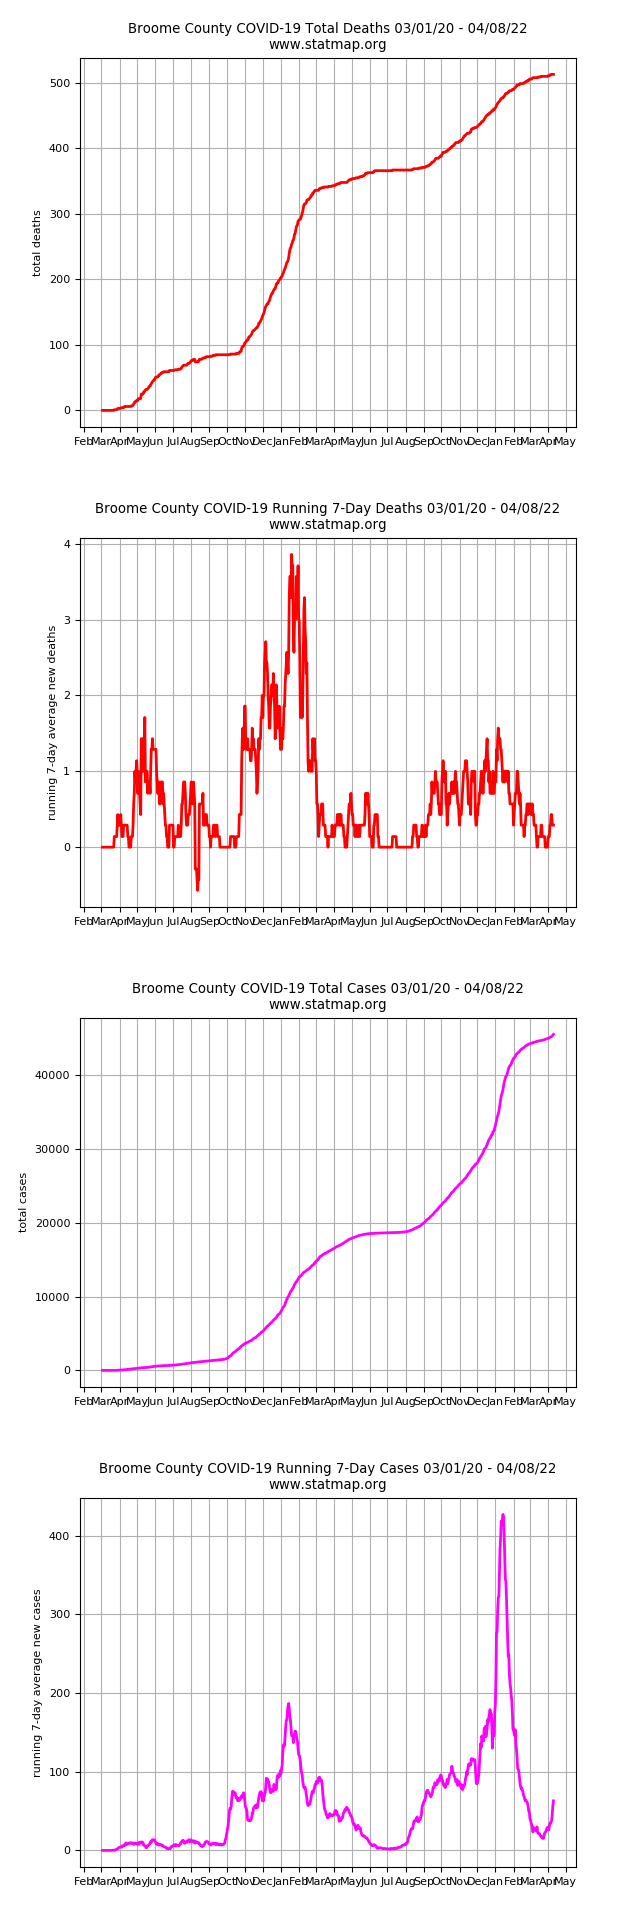 Broome County COVID-19 Total Deaths 03/01/20 - 04/08/22
www.statmap.org
500
400
300
200
100
0
total deaths
Feb Mar Apr May Jun Jul Aug Sep Oct Nov Dec Jan Feb Mar Apr May Jun Jul Aug Sep Oct Nov Dec Jan Feb Mar Apr May
Broome County COVID-19 Running 7-Day Deaths 03/01/20 - 04/08/22
www.statmap.org
4
3
2
1
0
running 7-day average new deaths
Feb Mar Apr May Jun Jul Aug Sep Oct Nov Dec Jan Feb Mar Apr May Jun Jul Aug Sep Oct Nov Dec Jan Feb Mar Apr May
Broome County COVID-19 Total Cases 03/01/20 - 04/08/22
www.statmap.org
40000
30000
20000
10000
0
total cases
Feb Mar Apr May Jun Jul Aug Sep Oct Nov Dec Jan Feb Mar Apr May Jun Jul Aug Sep Oct Nov Dec Jan Feb Mar Apr May
Broome County COVID-19 Running 7-Day Cases 03/01/20 - 04/08/22
www.statmap.org
400
300
200
100
0
running 7-day average new cases
Feb Mar Apr May Jun Jul Aug Sep Oct Nov Dec Jan Feb Mar Apr May Jun Jul Aug Sep Oct Nov Dec Jan Feb Mar Apr May